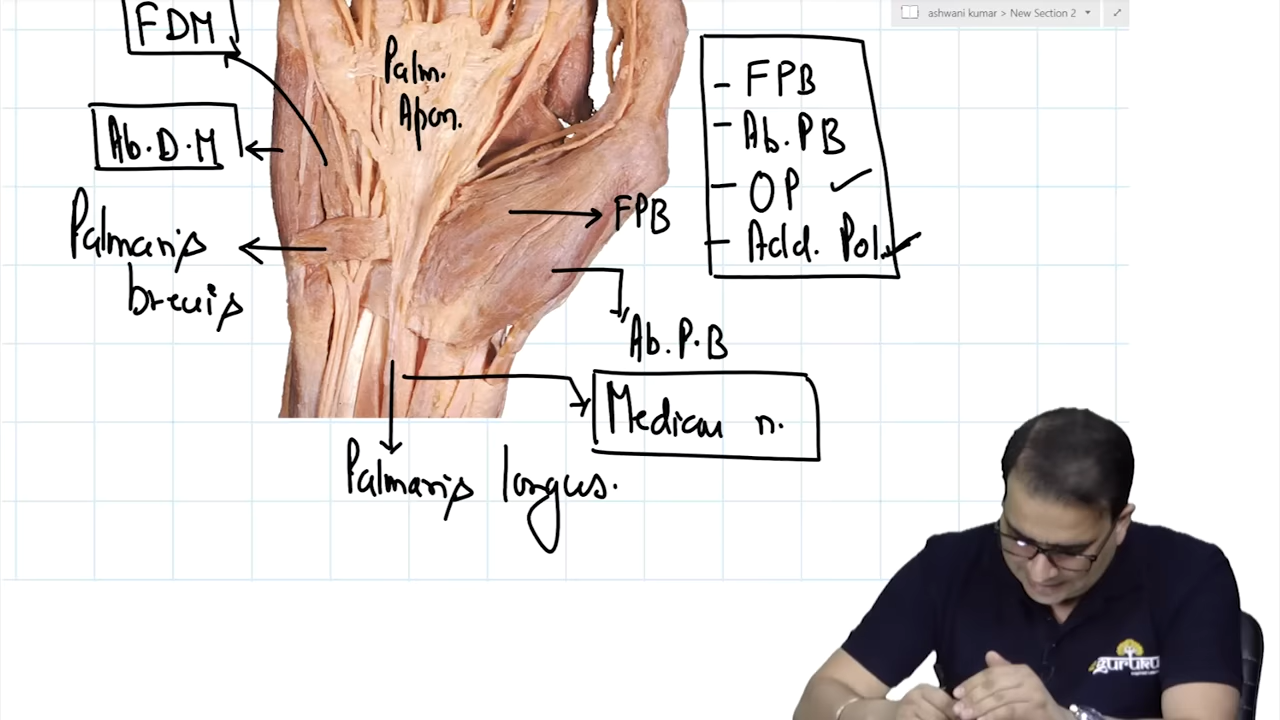 ashwani kumar > New Section 2
FDM
Palm.
Apon.
Ab.D.M
Palmaris
brevis
- FPB
- Ab.PB
- OP ✓
- Add. Pol. ✓
FPB
Ab.P.B
Median n.
Palmaris longus.